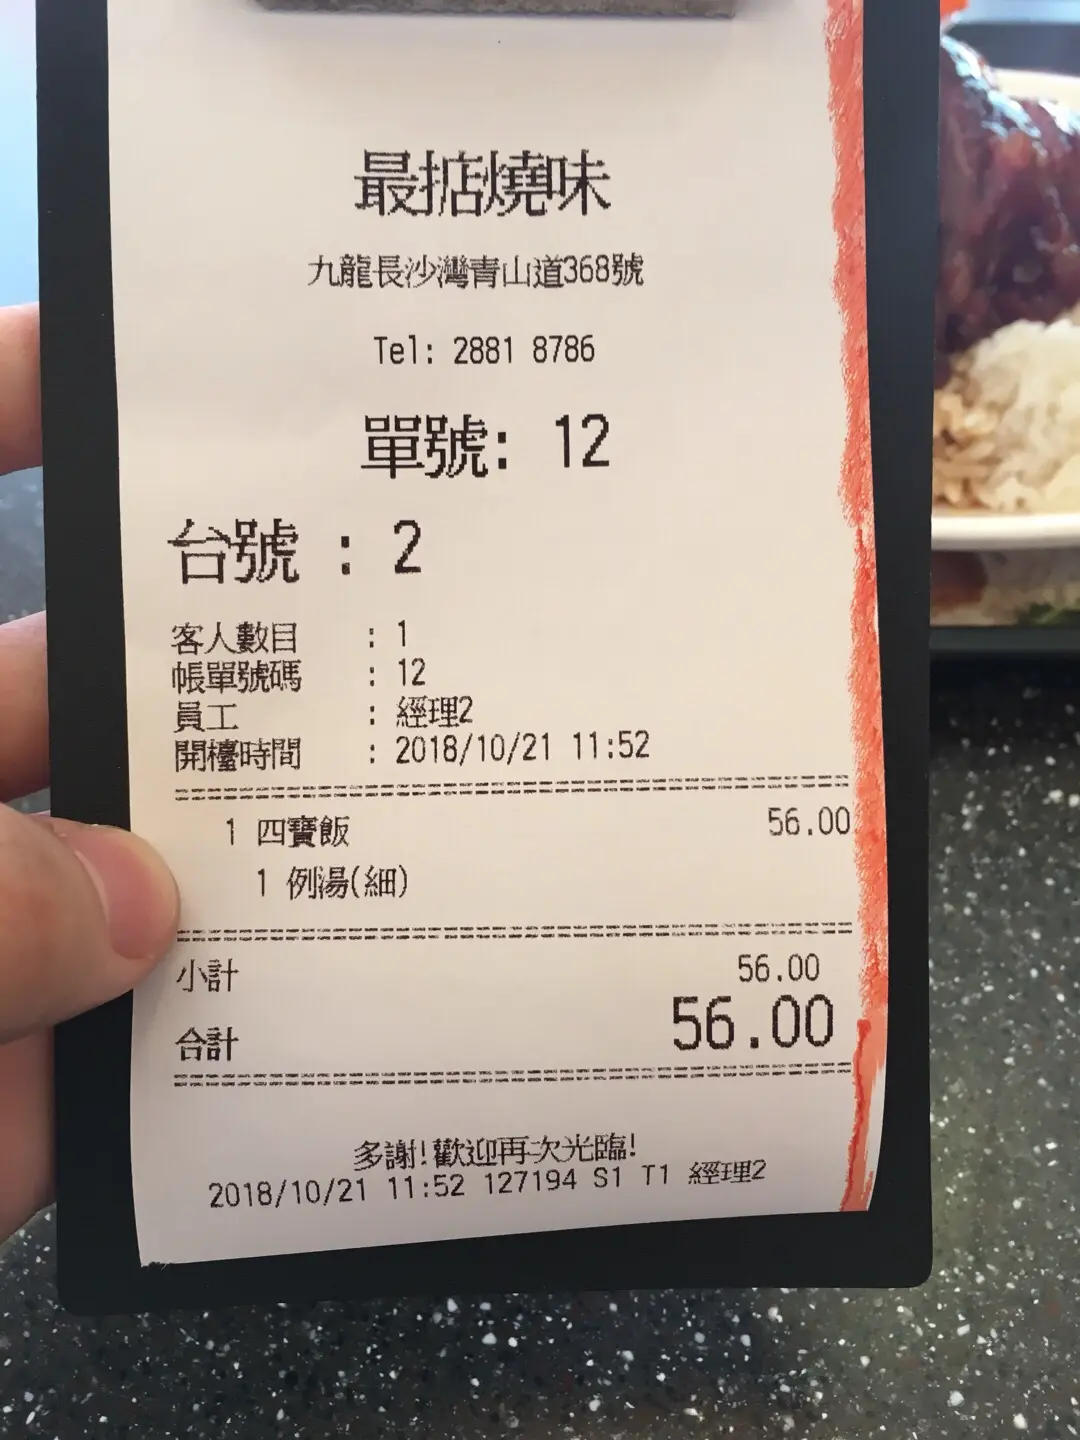 最掂燒味
九龍長沙灣青山道368號
Tel: 2881 8786
單號: 12
台號 : 2
客人數目 : 1
帳單號碼 : 12
員工 : 經理2
開檯時間 : 2018/10/21 11:52
1 四寶飯 56.00
1 例湯(細)
小計 56.00
合計 56.00
多謝!歡迎再次光臨!
2018/10/21 11:52 127194 S1 T1 經理2